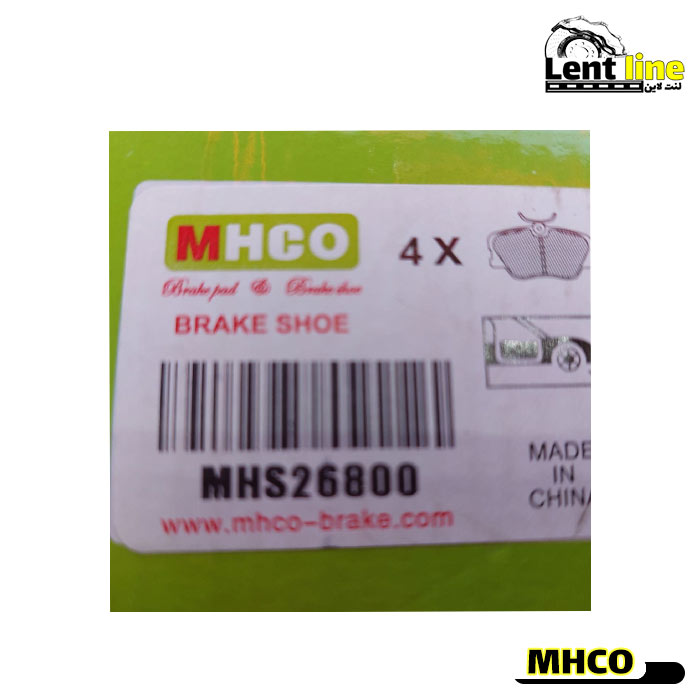 Lent line
لنت لاین
MHCO
4 X
Brake pad & Brake shoe
BRAKE SHOE
MHS26800
www.mhco-brake.com
MADE
IN
CHINA
MHCO